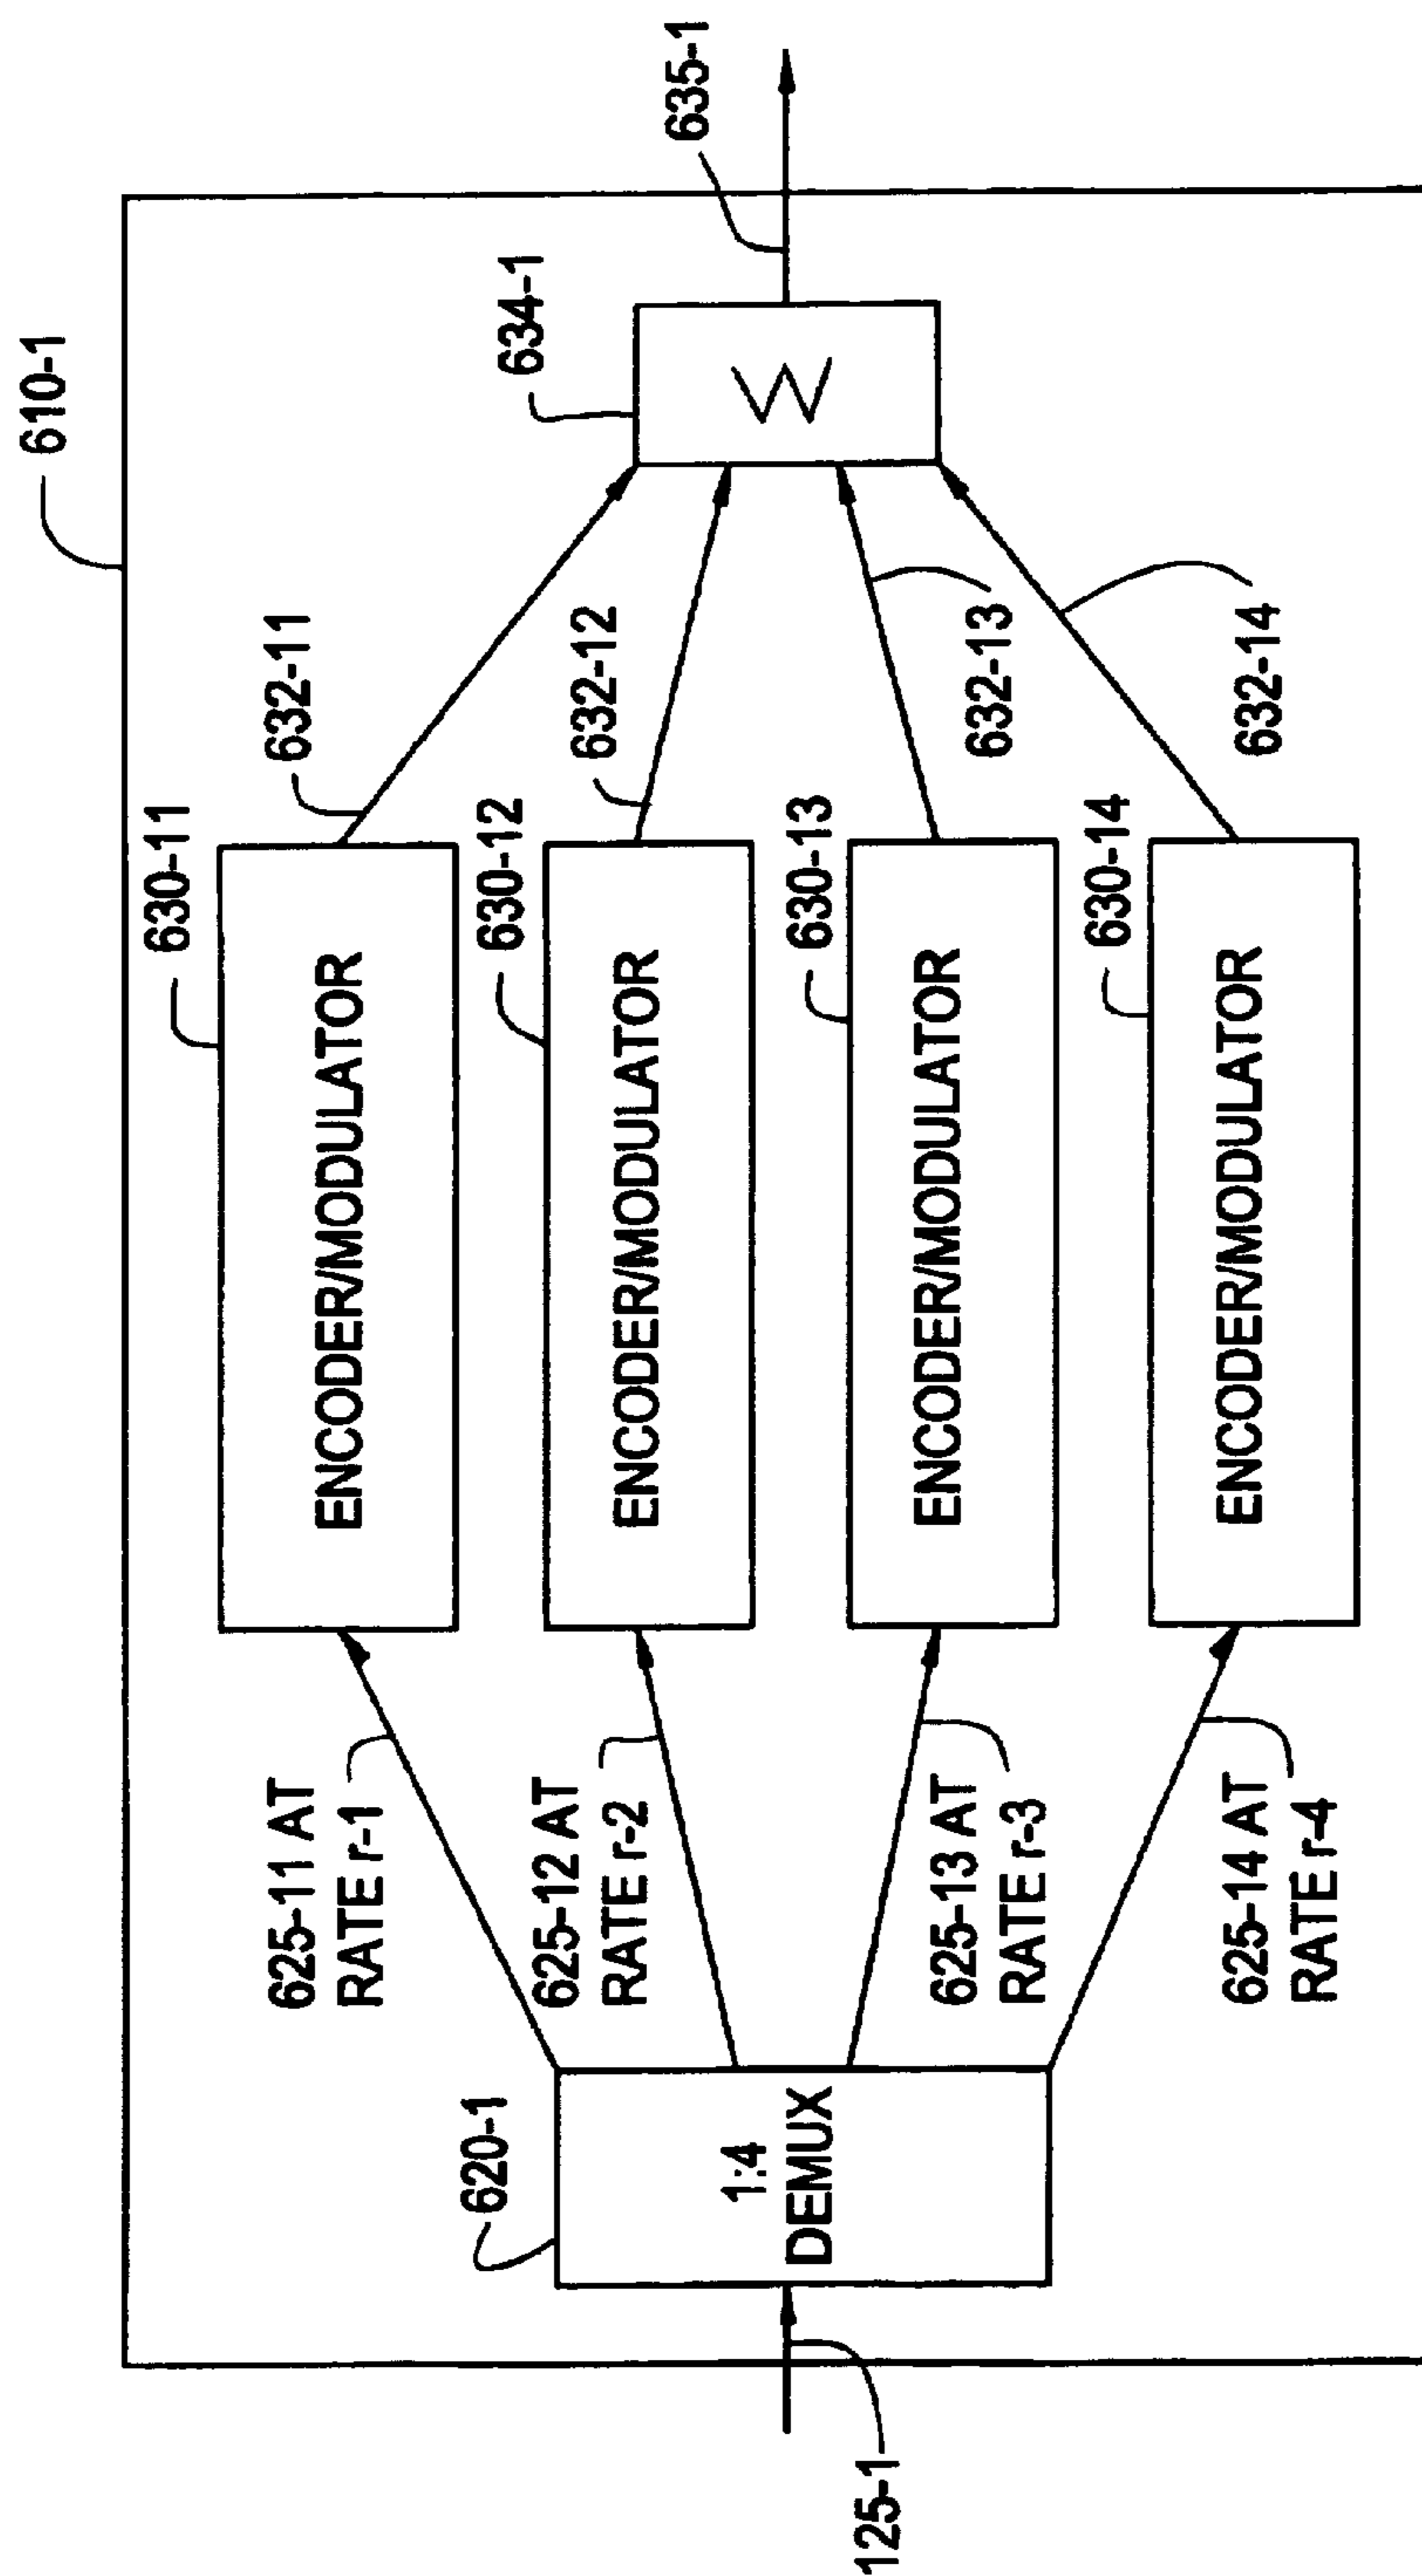 610-1
630-11
632-11
625-11 AT
RATE r-1
ENCODER/MODULATOR
630-12
632-12
634-1
635-1
620-1
625-12 AT
RATE r-2
ENCODER/MODULATOR
Σ
1:4
DEMUX
125-1
630-13
625-13 AT
RATE r-3
ENCODER/MODULATOR
632-13
630-14
625-14 AT
RATE r-4
ENCODER/MODULATOR
632-14